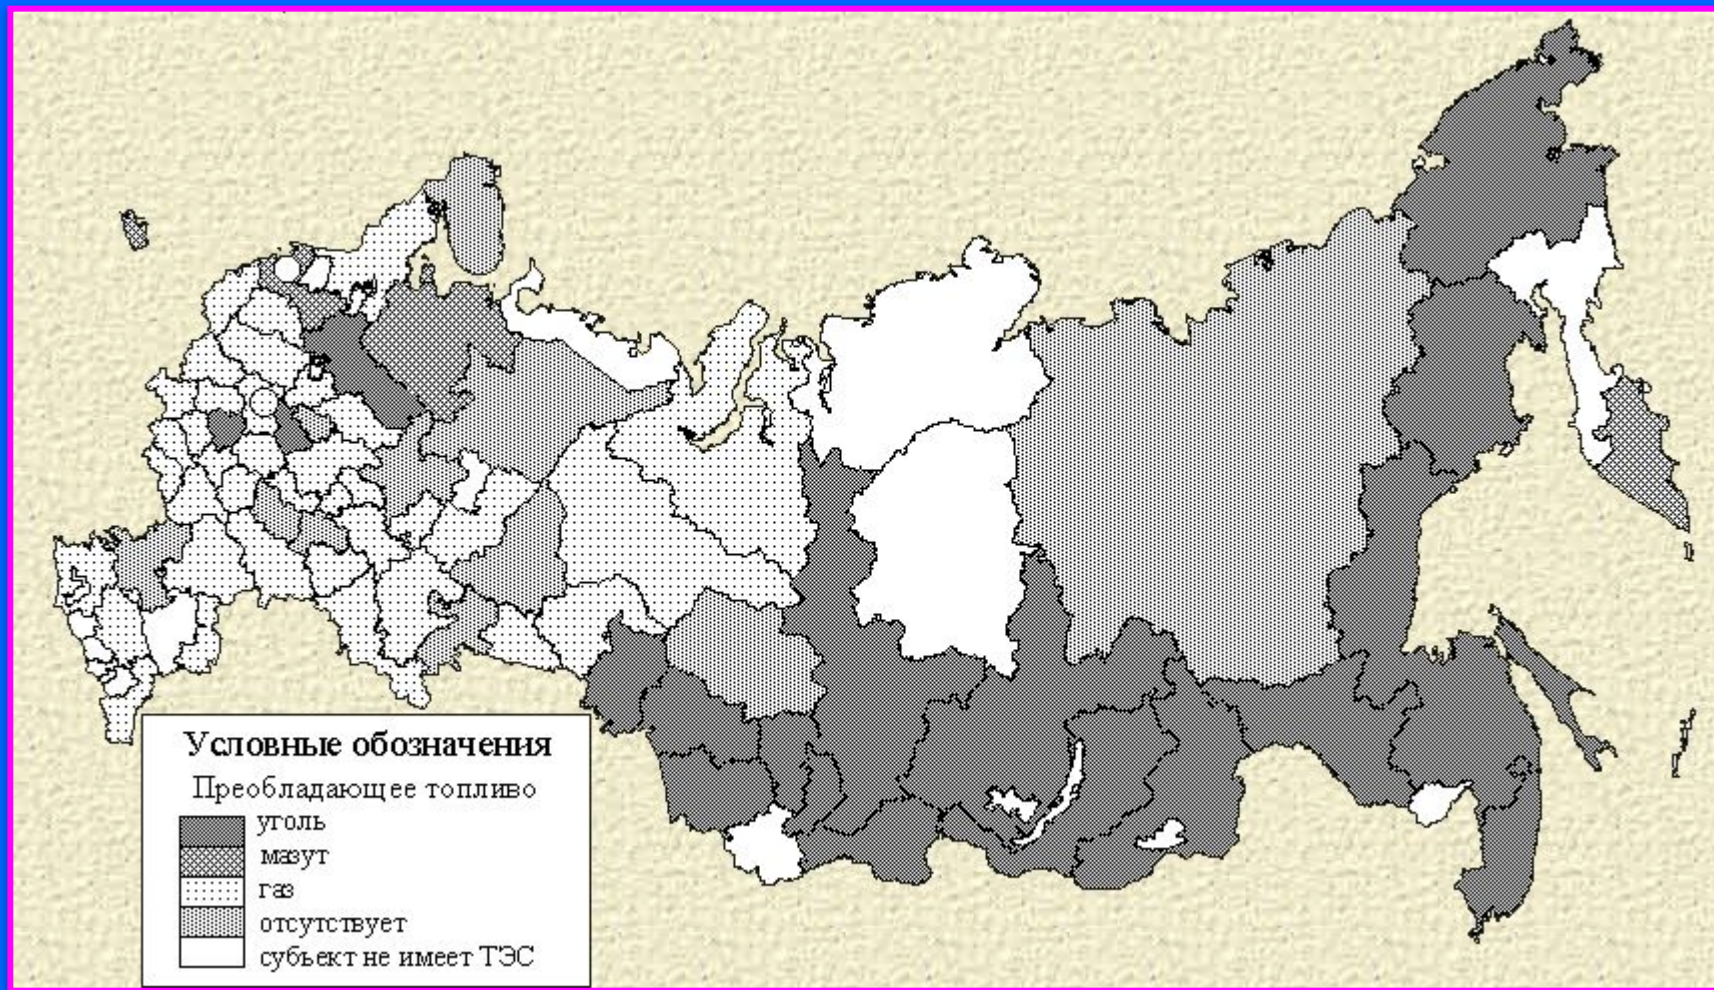 Условные обозначения
Преобладающее топливо
уголь
мазут
газ
отсутствует
субъект не имеет ТЭС